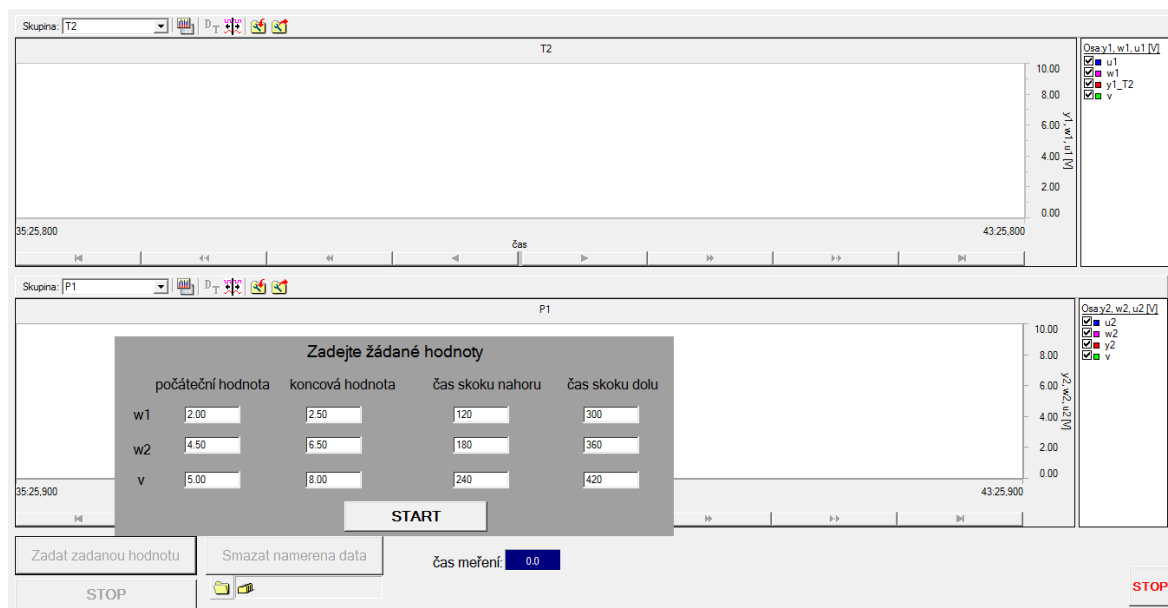 Skupina: T2
D T
T2
Osa:y1, w1, u1 [V]
u1
w1
y1_T2
v
10.00
8.00
6.00
4.00
2.00
0.00
y1, w1, u1 [V]
35:25,800
43:25,800
čas
Skupina: P1
D T
P1
Osa:y2, w2, u2 [V]
u2
w2
y2
v
10.00
8.00
6.00
4.00
2.00
0.00
y2, w2, u2 [V]
35:25,900
43:25,900
Zadejte žádané hodnoty
počáteční hodnota koncová hodnota čas skoku nahoru čas skoku dolu
w1 2.00 2.50 120 300
w2 4.50 6.50 180 360
v 5.00 8.00 240 420
START
Zadat zadanou hodnotu
Smazat namerena data
čas meření: 0.0
STOP
STOP